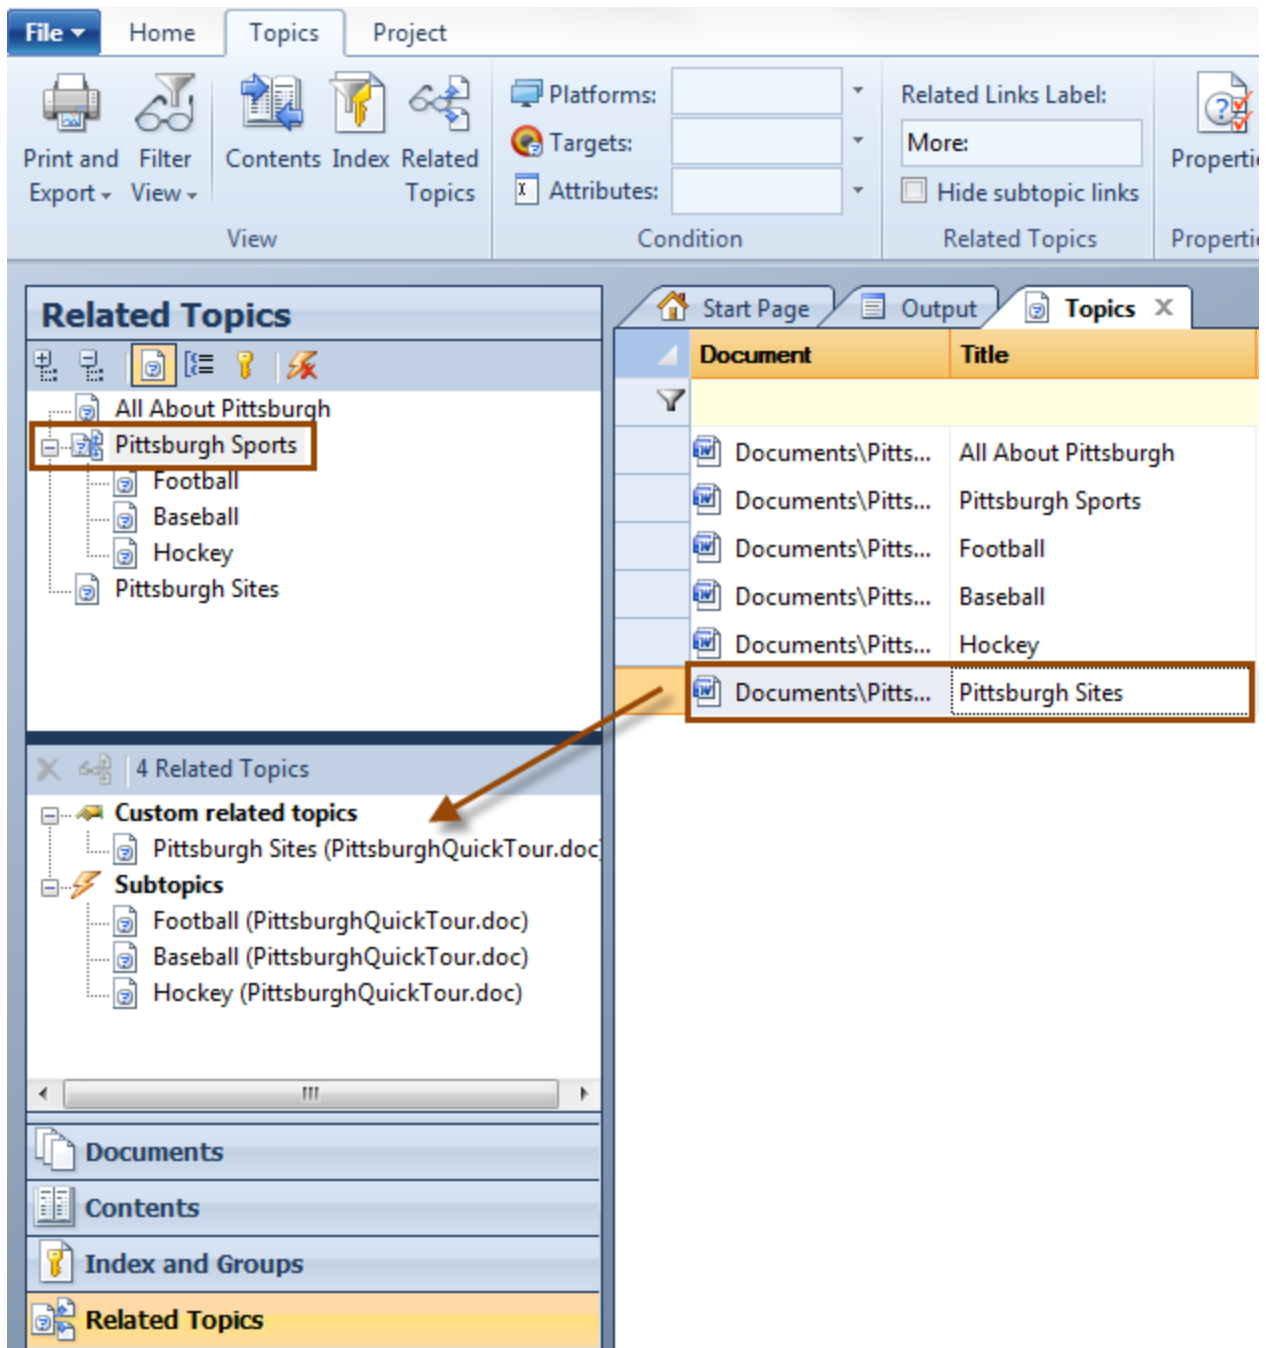 File Home Topics Project
Print and Export Filter View Contents Index Related Topics
Platforms:
Targets:
Attributes:
Related Links Label:
More:
Hide subtopic links
Properti
View Condition Related Topics Properti
Related Topics
All About Pittsburgh
Pittsburgh Sports
Football
Baseball
Hockey
Pittsburgh Sites
4 Related Topics
Custom related topics
Pittsburgh Sites (PittsburghQuickTour.doc)
Subtopics
Football (PittsburghQuickTour.doc)
Baseball (PittsburghQuickTour.doc)
Hockey (PittsburghQuickTour.doc)
Documents
Contents
Index and Groups
Related Topics
Start Page Output Topics X
Document Title
Documents\Pitts... All About Pittsburgh
Documents\Pitts... Pittsburgh Sports
Documents\Pitts... Football
Documents\Pitts... Baseball
Documents\Pitts... Hockey
Documents\Pitts... Pittsburgh Sites